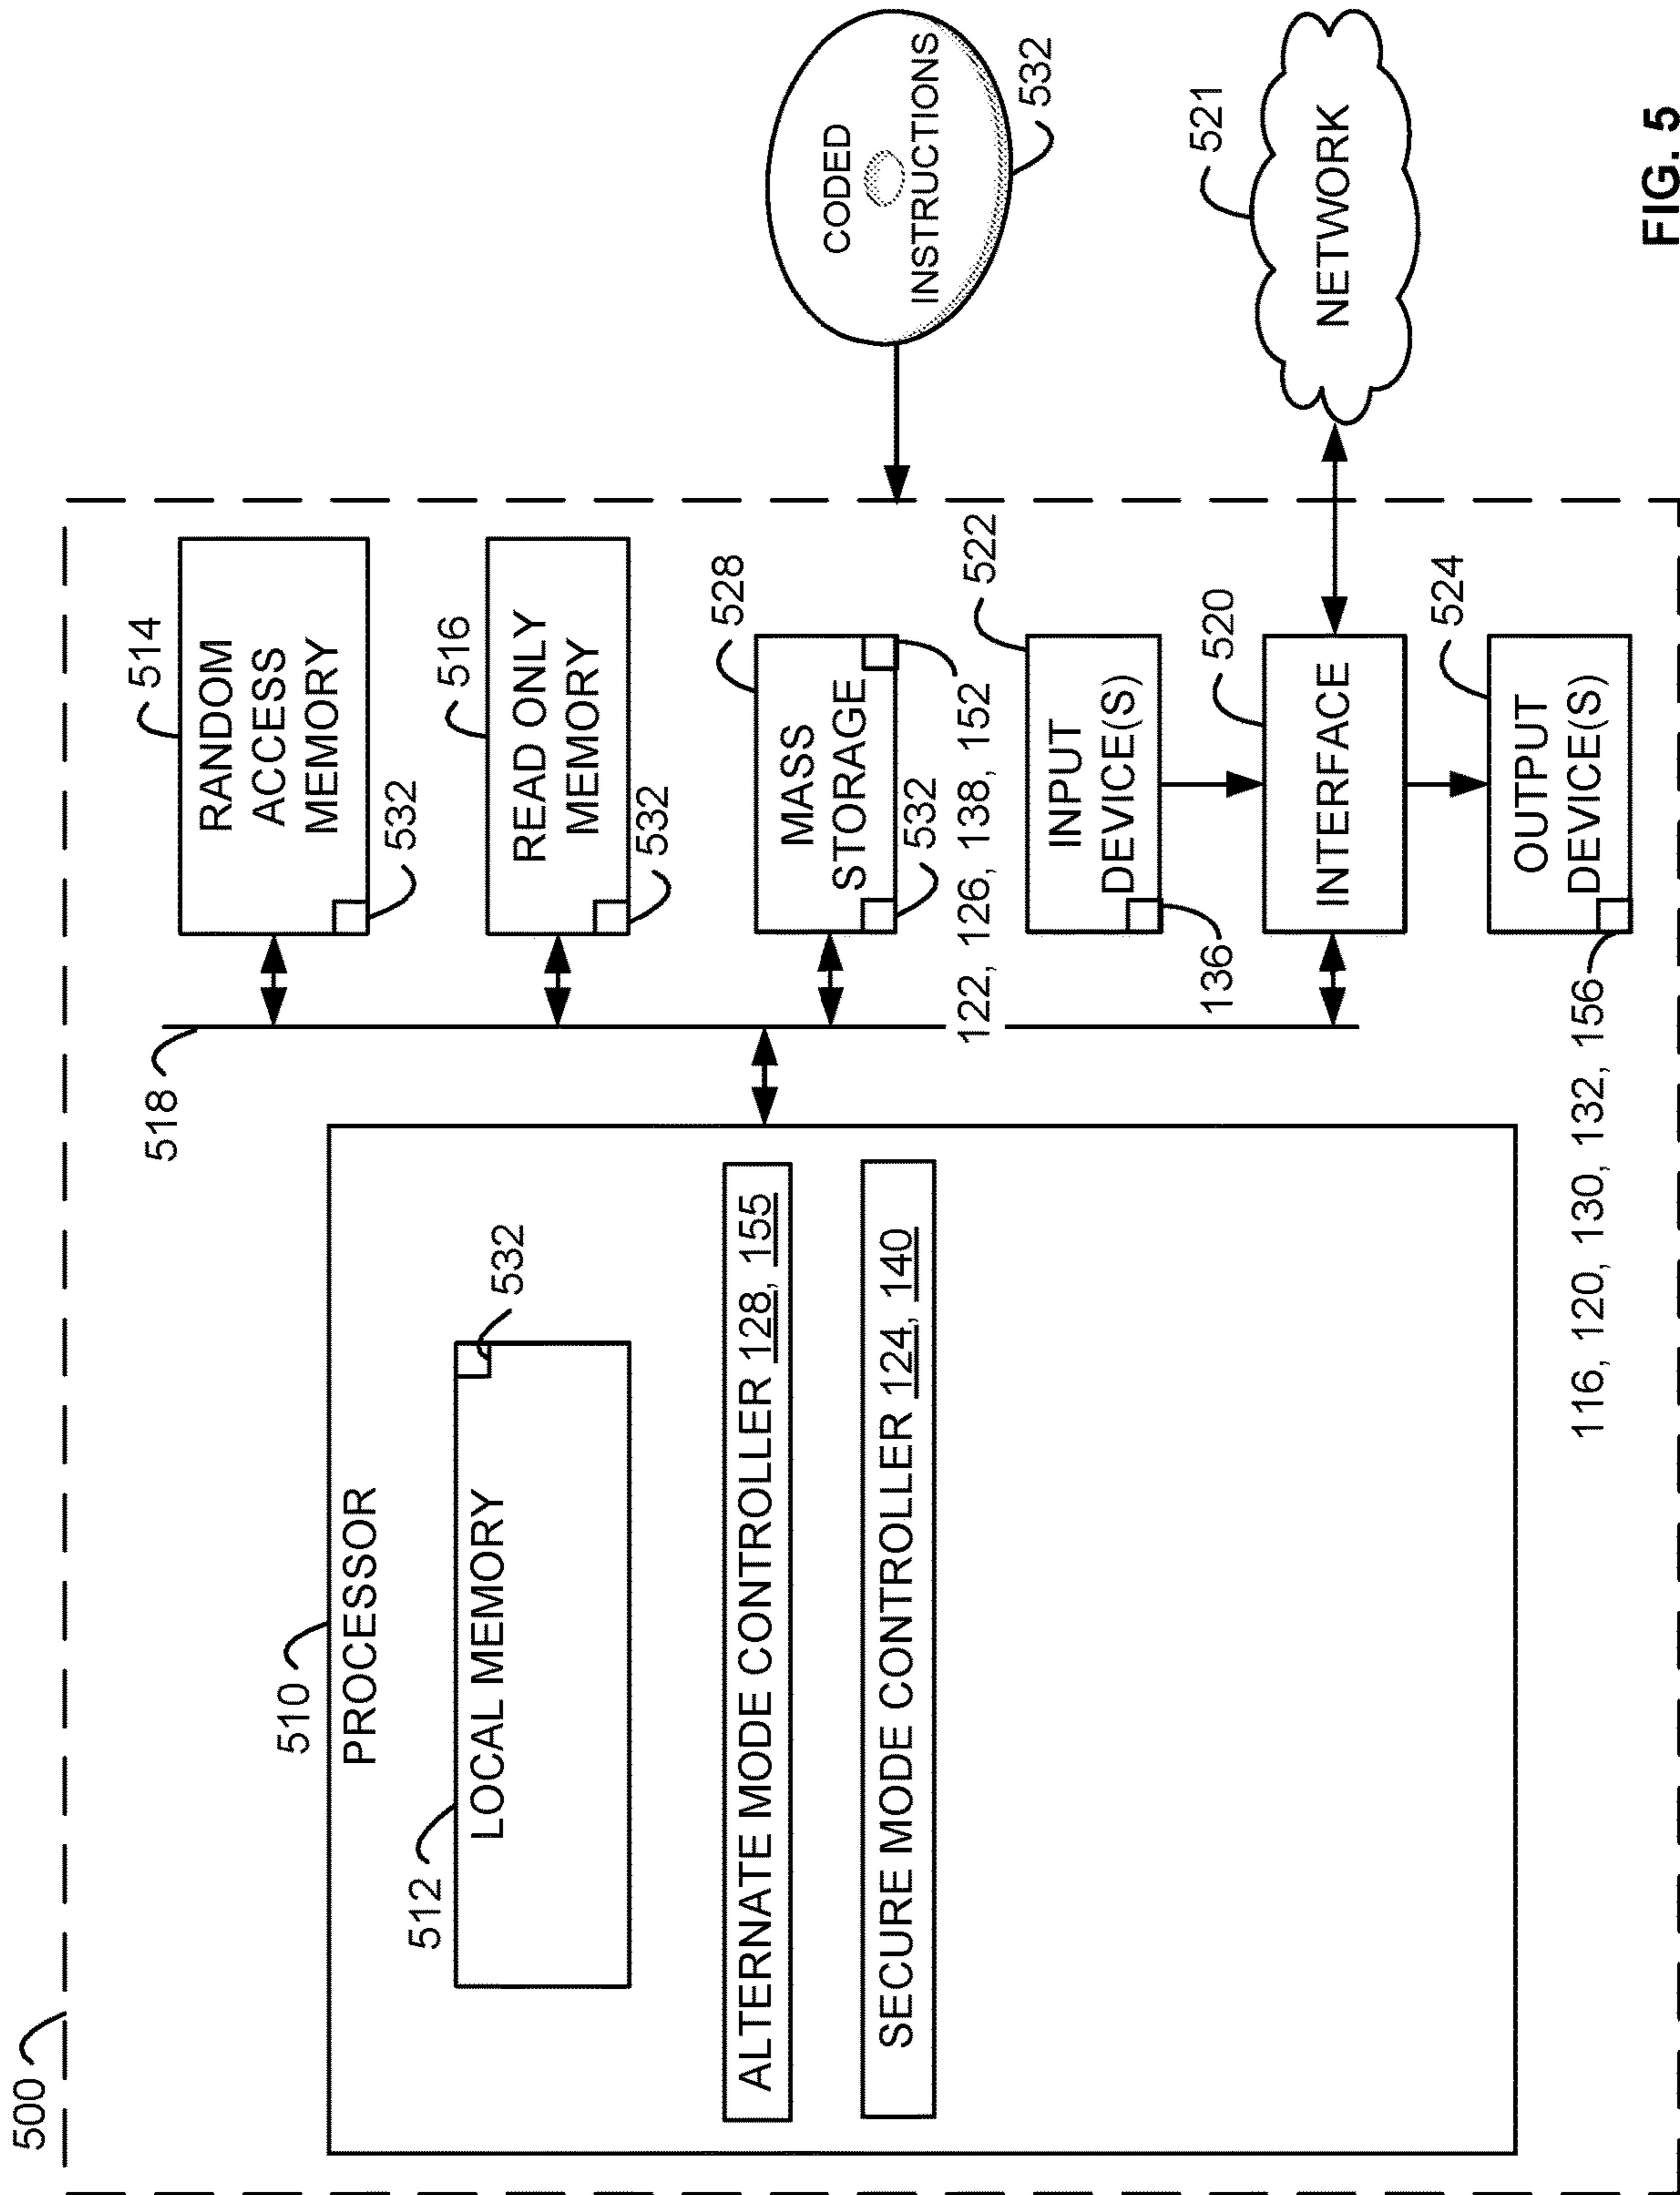 500
510
PROCESSOR
512
LOCAL MEMORY
532
ALTERNATE MODE CONTROLLER 128, 155
SECURE MODE CONTROLLER 124, 140
518
514
RANDOM
ACCESS
MEMORY
532
516
READ ONLY
MEMORY
532
528
MASS
STORAGE
532
122, 126, 138, 152
522
INPUT
DEVICE(S)
136
520
INTERFACE
524
OUTPUT
DEVICE(S)
116, 120, 130, 132, 156
CODED
INSTRUCTIONS
532
521
NETWORK
FIG. 5